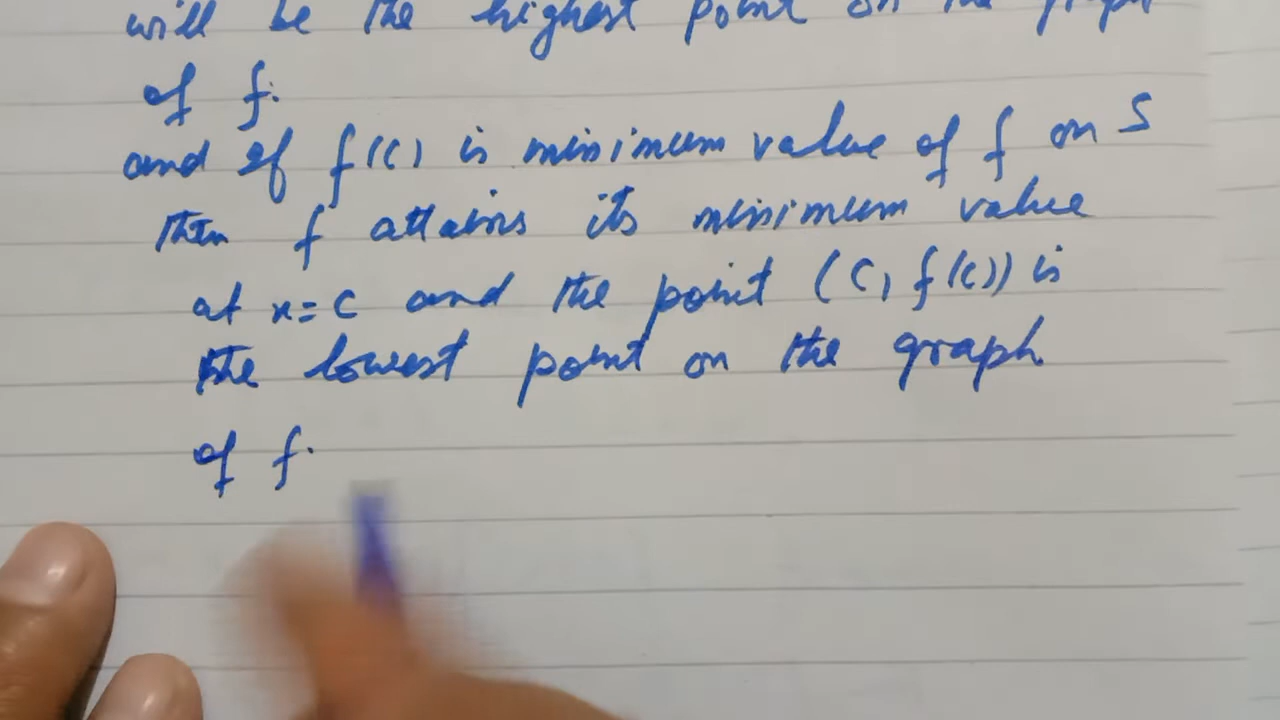 will be the highest point on the graph
of f.
and if f(c) is minimum value of f on S
then f attains its minimum value
at x=c and the point (c, f(c)) is
the lowest point on the graph
of f.